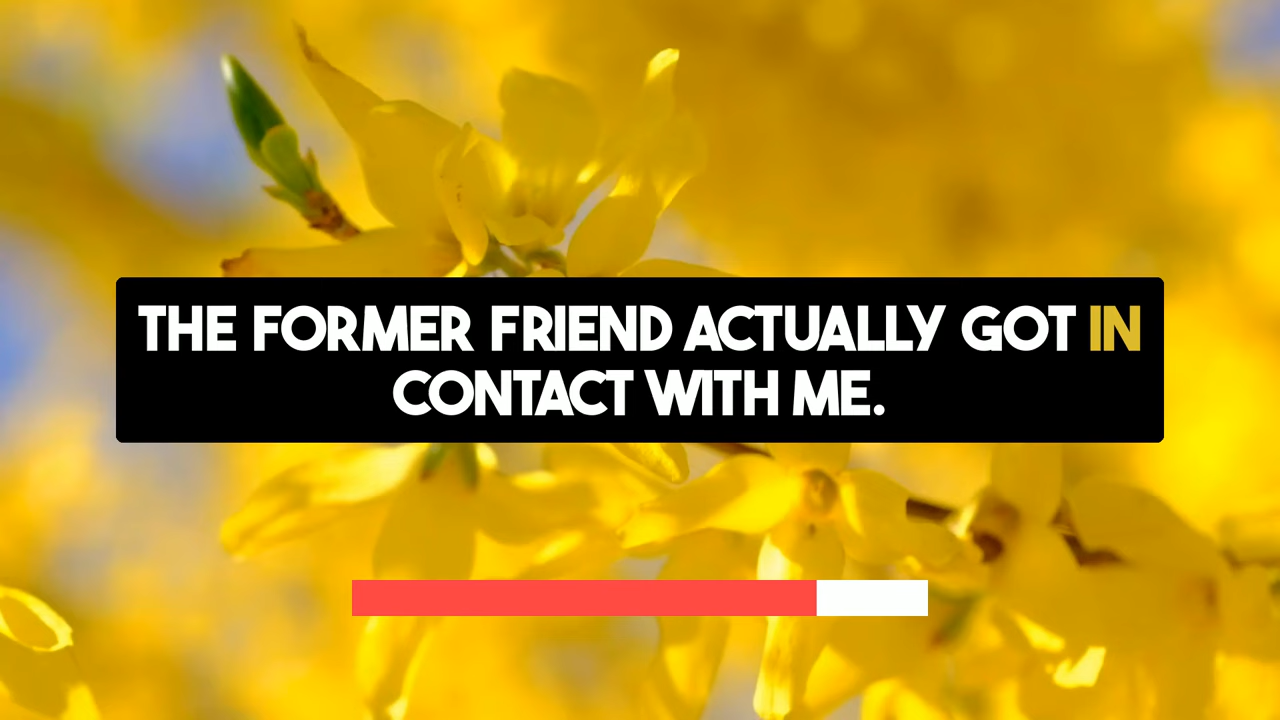 THE FORMER FRIEND ACTUALLY GOT IN
CONTACT WITH ME.